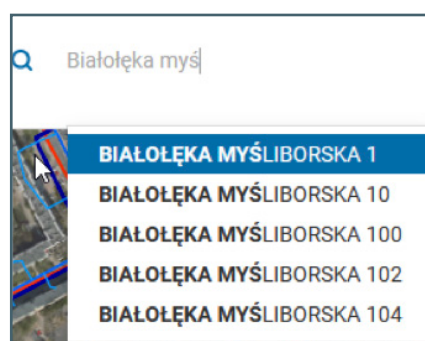 Białołęka myś
BIAŁOŁĘKA MYŚLIBORSKA 1
BIAŁOŁĘKA MYŚLIBORSKA 10
BIAŁOŁĘKA MYŚLIBORSKA 100
BIAŁOŁĘKA MYŚLIBORSKA 102
BIAŁOŁĘKA MYŚLIBORSKA 104